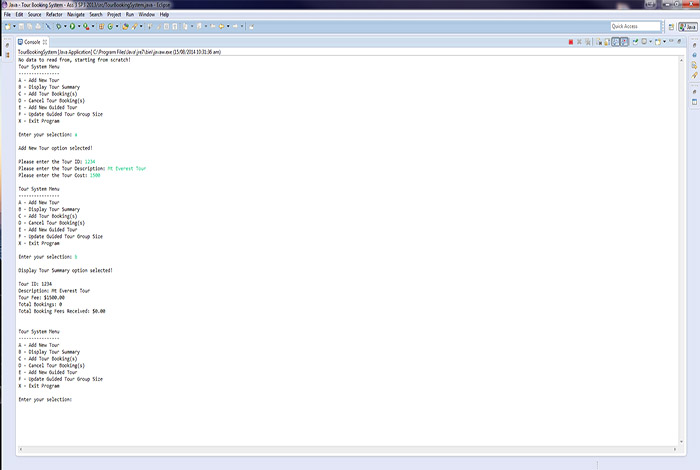 Java - Tour Booking System - Ass 3 SP3 2013/src/TourBookingSystem.java - Eclipse
File Edit Source Refactor Navigate Search Project Run Window Help
Quick Access
Java
Console
TourBookingSystem [Java Application] C:\Program Files\Java\jre7\bin\javaw.exe (15/08/2014 10:31:36 am)
No data to read from, starting from scratch!
Tour System Menu
----------------
A - Add New Tour
B - Display Tour Summary
C - Add Tour Booking(s)
D - Cancel Tour Booking(s)
E - Add New Guided Tour
F - Update Guided Tour Group Size
X - Exit Program
Enter your selection: a
Add New Tour option selected!
Please enter the Tour ID: 1234
Please enter the Tour Description: Mt Everest Tour
Please enter the Tour Cost: 1500
Tour System Menu
----------------
A - Add New Tour
B - Display Tour Summary
C - Add Tour Booking(s)
D - Cancel Tour Booking(s)
E - Add New Guided Tour
F - Update Guided Tour Group Size
X - Exit Program
Enter your selection: b
Display Tour Summary option selected!
Tour ID: 1234
Description: Mt Everest Tour
Tour Fee: $1500.00
Total Bookings: 0
Total Booking Fees Received: $0.00
Tour System Menu
----------------
A - Add New Tour
B - Display Tour Summary
C - Add Tour Booking(s)
D - Cancel Tour Booking(s)
E - Add New Guided Tour
F - Update Guided Tour Group Size
X - Exit Program
Enter your selection: